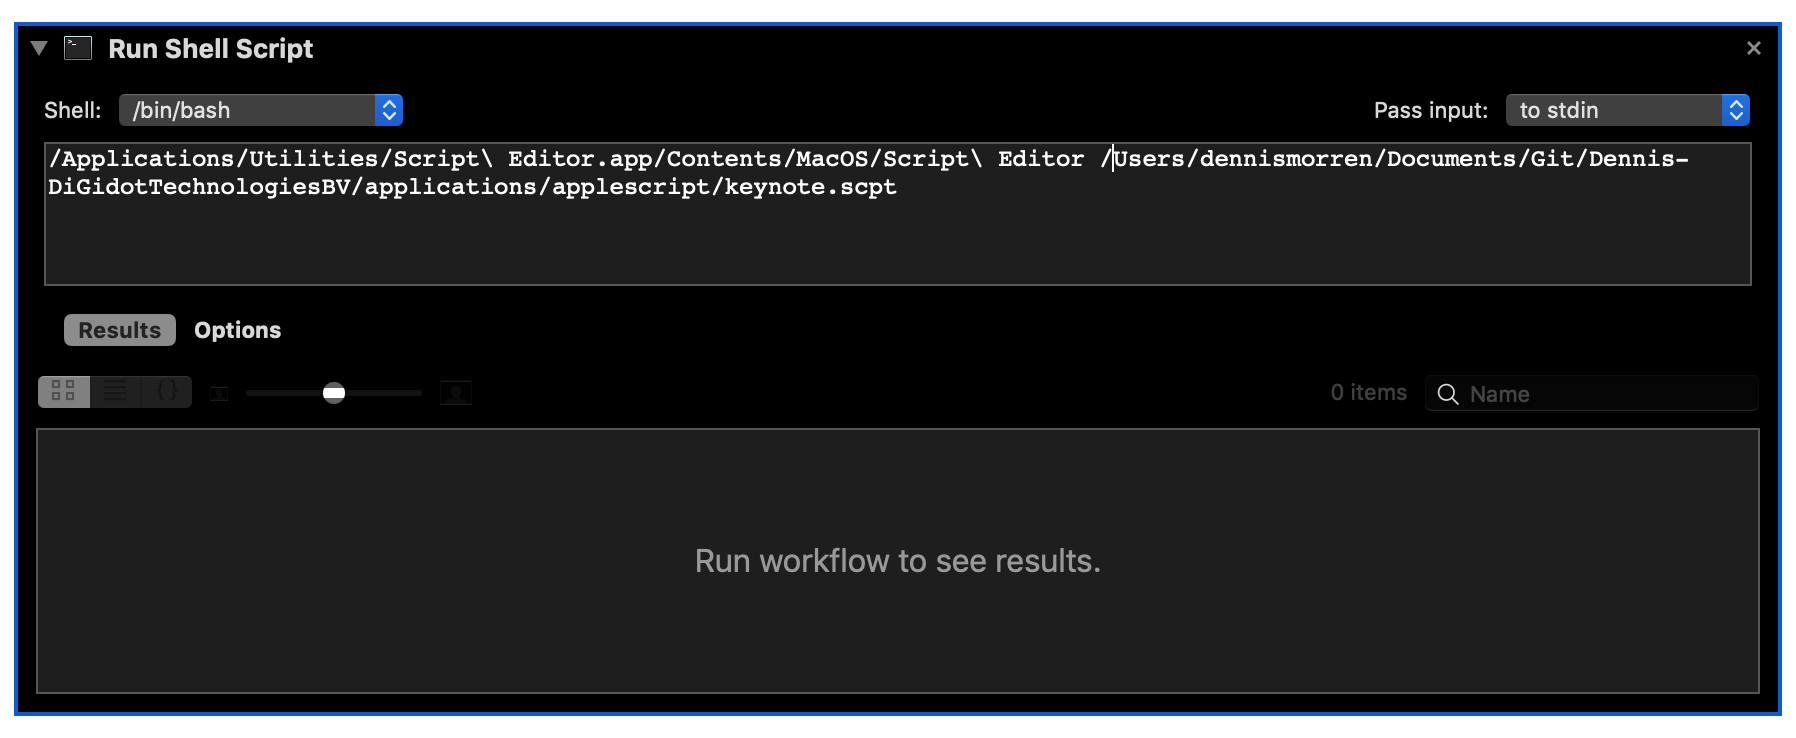 Run Shell Script
Shell: /bin/bash
Pass input: to stdin
/Applications/Utilities/Script\ Editor.app/Contents/MacOS/Script\ Editor /Users/dennismorren/Documents/Git/Dennis-
DiGidotTechnologiesBV/applications/applescript/keynote.scpt
Results Options
0 items Name
Run workflow to see results.